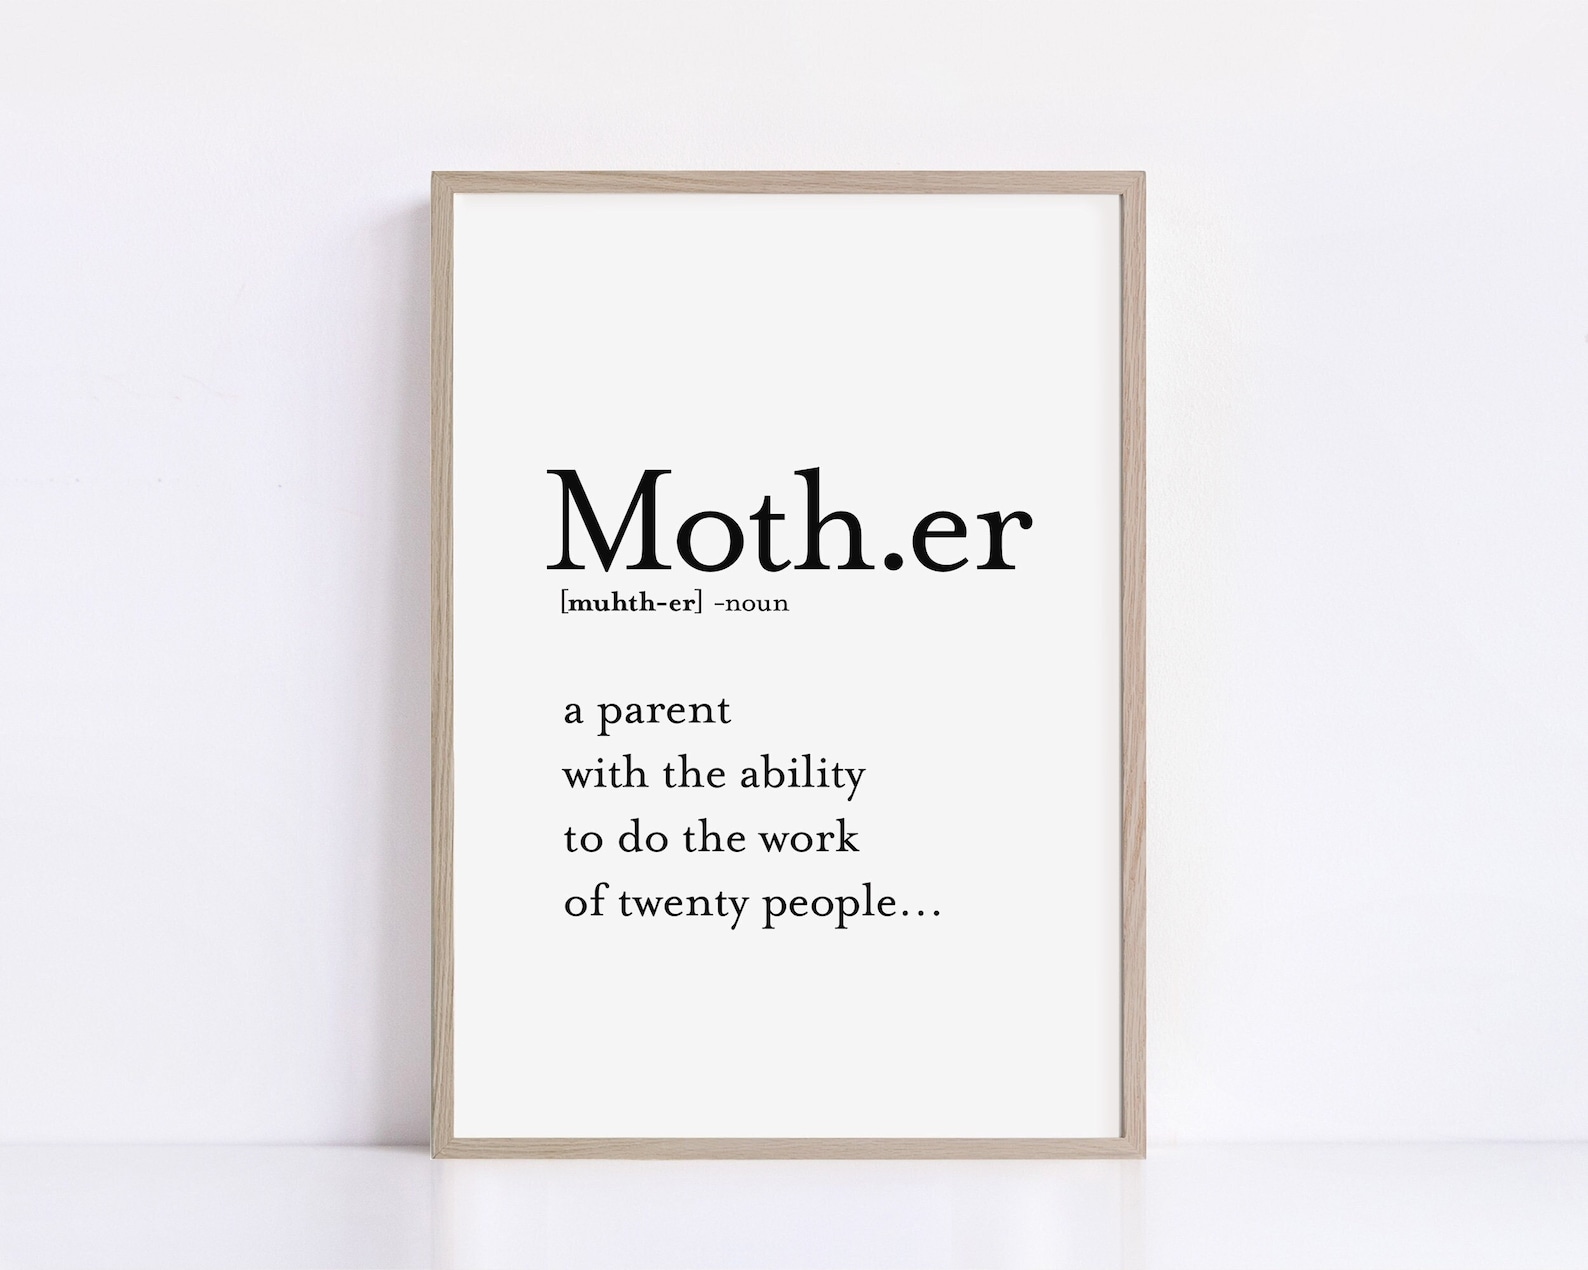 Moth.er
[muhth-er] -noun
a parent
with the ability
to do the work
of twenty people...